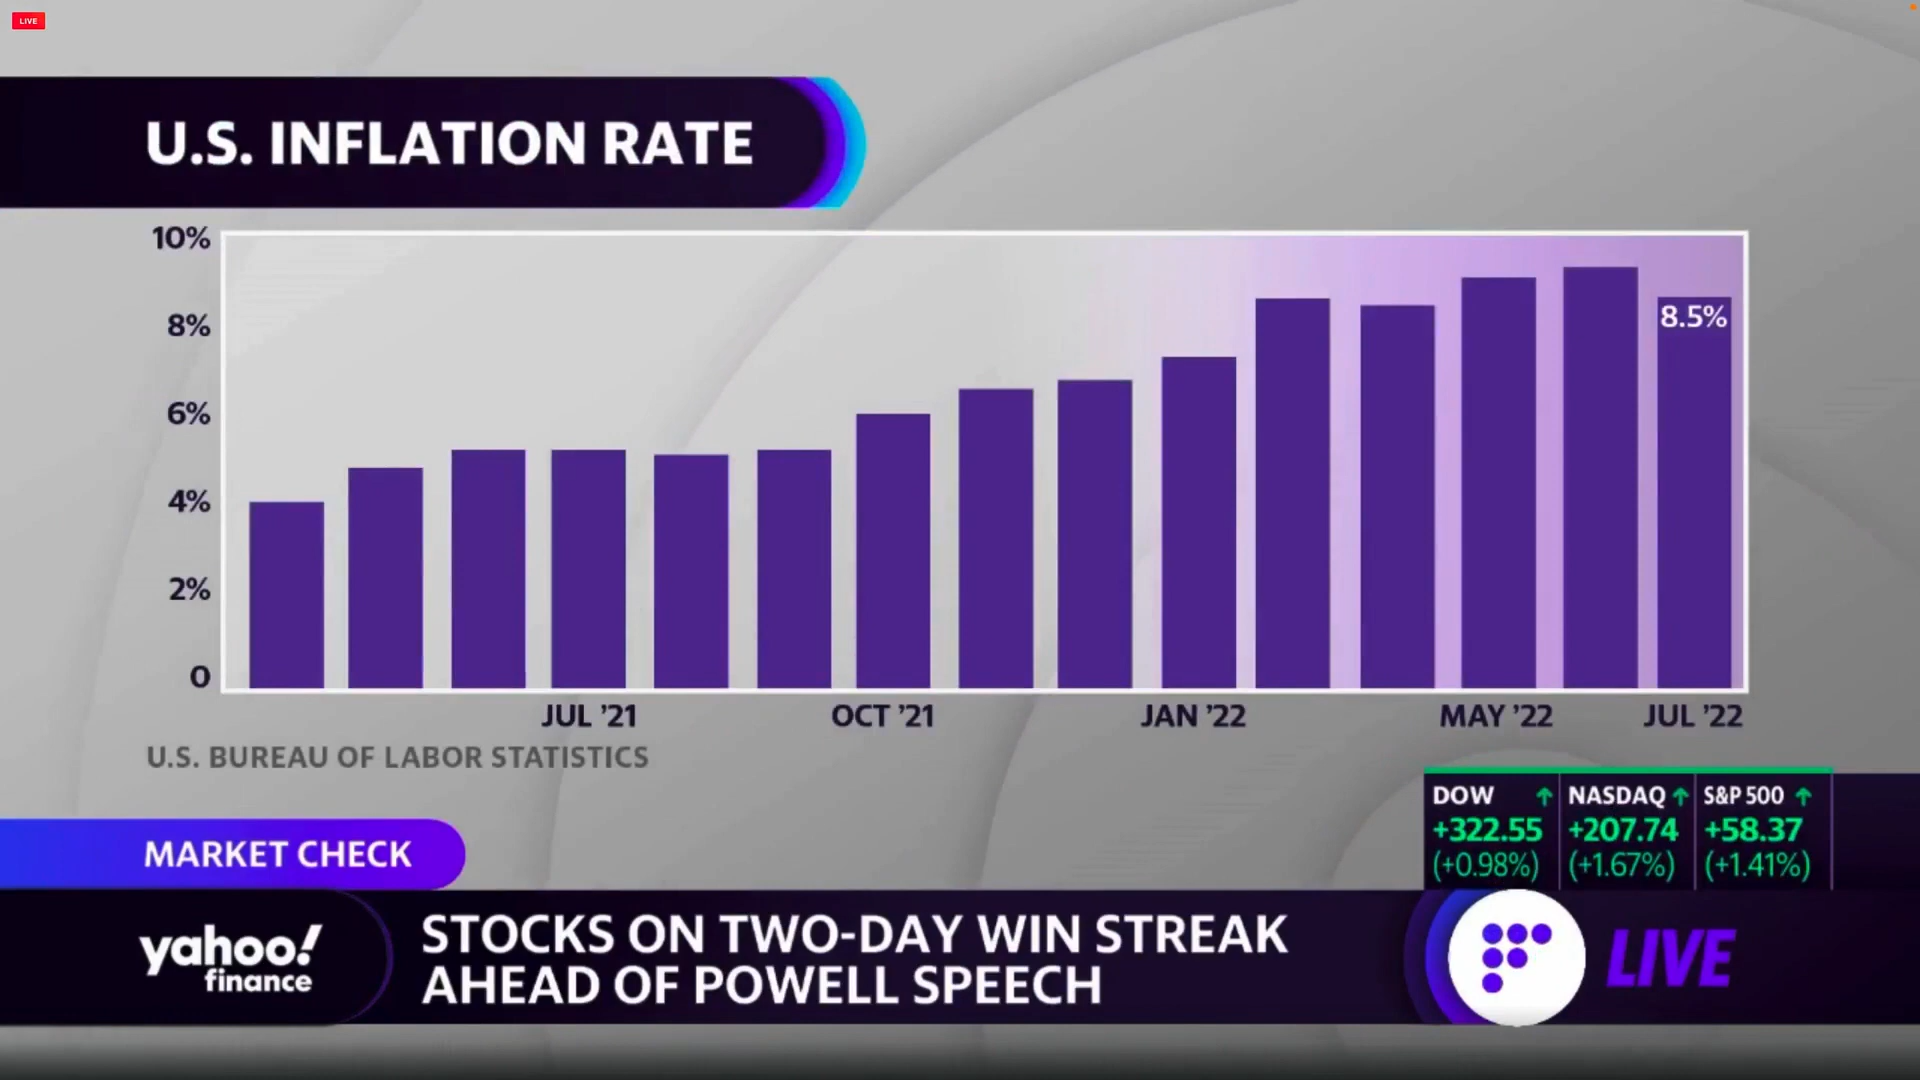 LIVE
U.S. INFLATION RATE
10%
8%
6%
4%
2%
0
8.5%
JUL '21 OCT '21 JAN '22 MAY '22 JUL '22
U.S. BUREAU OF LABOR STATISTICS
DOW NASDAQ S&P 500
+322.55 +207.74 +58.37
(+0.98%) (+1.67%) (+1.41%)
MARKET CHECK
yahoo!
finance
STOCKS ON TWO-DAY WIN STREAK
AHEAD OF POWELL SPEECH
LIVE